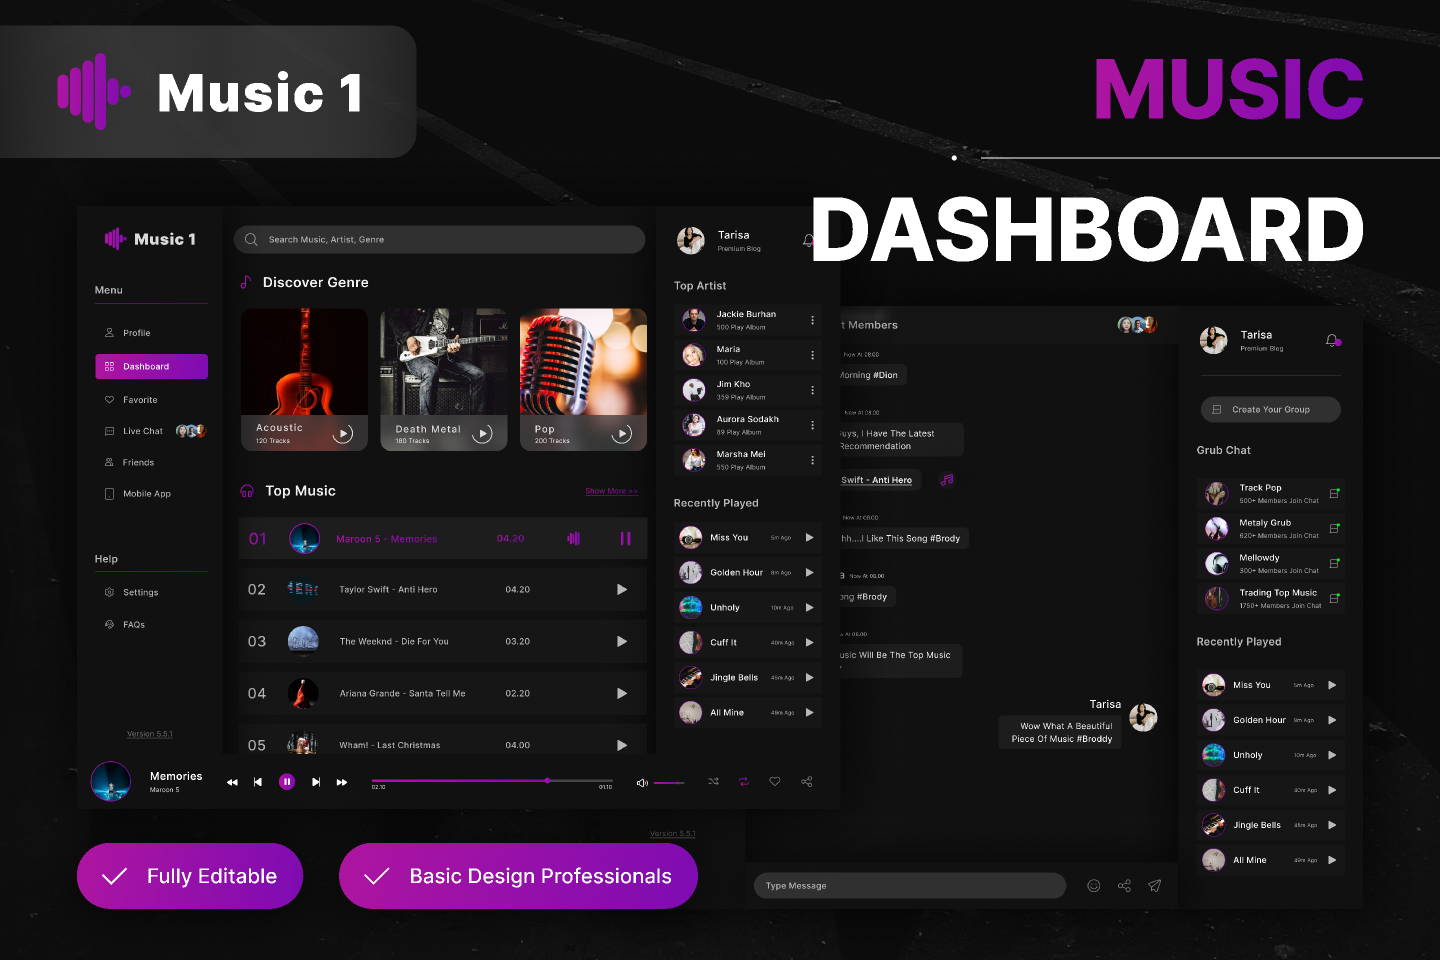 Music 1
MUSIC
DASHBOARD
Music 1
Menu
Profile
Dashboard
Favorite
Live Chat
Friends
Mobile App
Help
Settings
FAQs
Version 5.5.1
Search Music, Artist, Genre
Discover Genre
Acoustic
120 Tracks
Death Metal
180 Tracks
Pop
200 Tracks
Top Music
Show More >>
01 Maroon 5 - Memories 04.20
02 Taylor Swift - Anti Hero 04.20
03 The Weeknd - Die For You 03.20
04 Ariana Grande - Santa Tell Me 02.20
05 Wham! - Last Christmas 04.00
Tarisa
Premium Blog
Top Artist
Jackie Burhan
500 Play Album
Maria
100 Play Album
Jim Kho
359 Play Album
Aurora Sodakh
89 Play Album
Marsha Mei
550 Play Album
Recently Played
Miss You 5m Ago
Golden Hour 8m Ago
Unholy 10m Ago
Cuff It 40m Ago
Jingle Bells 45m Ago
All Mine 49m Ago
Memories
Maroon 5
02.10
01.10
t Members
Now At 08.00
Morning #Dion
Now At 08.00
Guys, I Have The Latest
Recommendation
Swift - Anti Hero
Now At 08.00
hh....I Like This Song #Brody
a Now At 08.00
ong #Brody
At 08.00
usic Will Be The Top Music
Tarisa
Wow What A Beautiful
Piece Of Music #Broddy
Version 5.5.1
Type Message
Tarisa
Premium Blog
Create Your Group
Grub Chat
Track Pop
500+ Members Join Chat
Metaly Grub
620+ Members Join Chat
Mellowdy
300+ Members Join Chat
Trading Top Music
1750+ Members Join Chat
Recently Played
Miss You 5m Ago
Golden Hour 8m Ago
Unholy 10m Ago
Cuff It 40m Ago
Jingle Bells 45m Ago
All Mine 49m Ago
Fully Editable
Basic Design Professionals